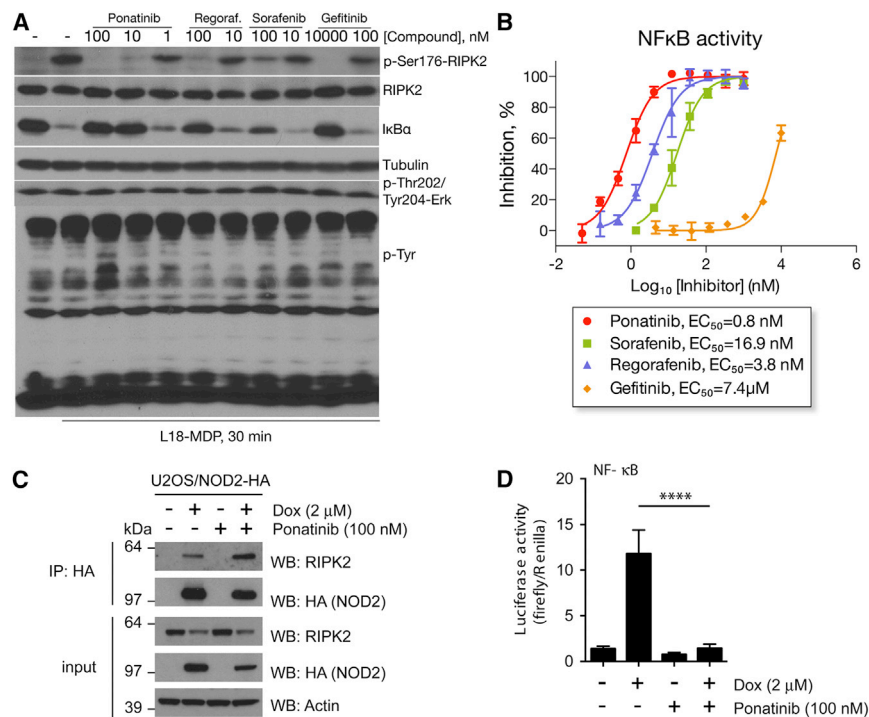 A
Ponatinib Regoraf. Sorafenib Gefitinib
- - 100 10 1 100 10 100 10 10000 100 [Compound], nM
p-Ser176-RIPK2
RIPK2
IκBα
Tubulin
p-Thr202/
Tyr204-Erk
p-Tyr
L18-MDP, 30 min
B
NFκB activity
Inhibition, %
100
80
60
40
20
0
-2 0 2 4 6
Log10 [Inhibitor] (nM)
Ponatinib, EC50=0.8 nM
Sorafenib, EC50=16.9 nM
Regorafenib, EC50=3.8 nM
Gefitinib, EC50=7.4µM
C
U2OS/NOD2-HA
- + - + Dox (2 µM)
kDa - - + + Ponatinib (100 nM)
IP: HA
64
WB: RIPK2
97
WB: HA (NOD2)
input
64
WB: RIPK2
97
WB: HA (NOD2)
39
WB: Actin
D
NF- κB
Luciferase activity
(firefly/R enilla)
20
15
10
5
0
****
- + - + Dox (2 µM)
- - + + Ponatinib (100 nM)